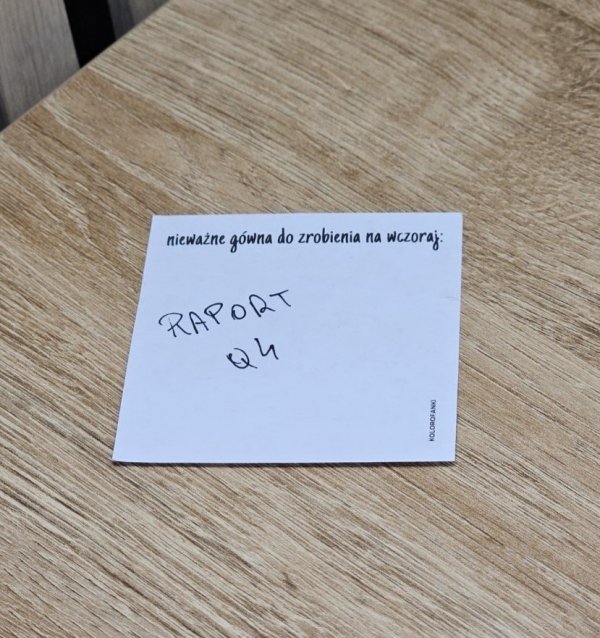 nieważne gówna do zrobienia na wczoraj:
RAPORT
Q4
KOLOROFANKI